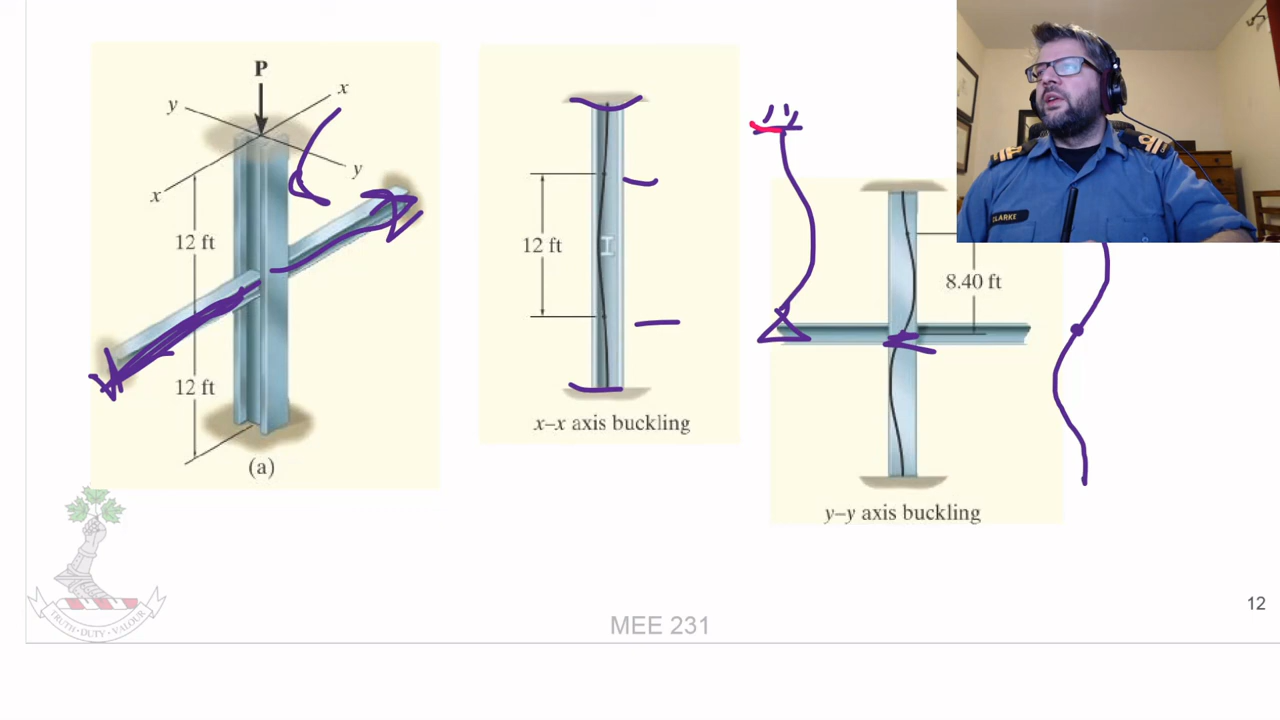 P
x
y
y
x
12 ft
12 ft
(a)
12 ft
x–x axis buckling
8.40 ft
y–y axis buckling
CLARKE
TRUTH · DUTY · VALOUR
MEE 231
12